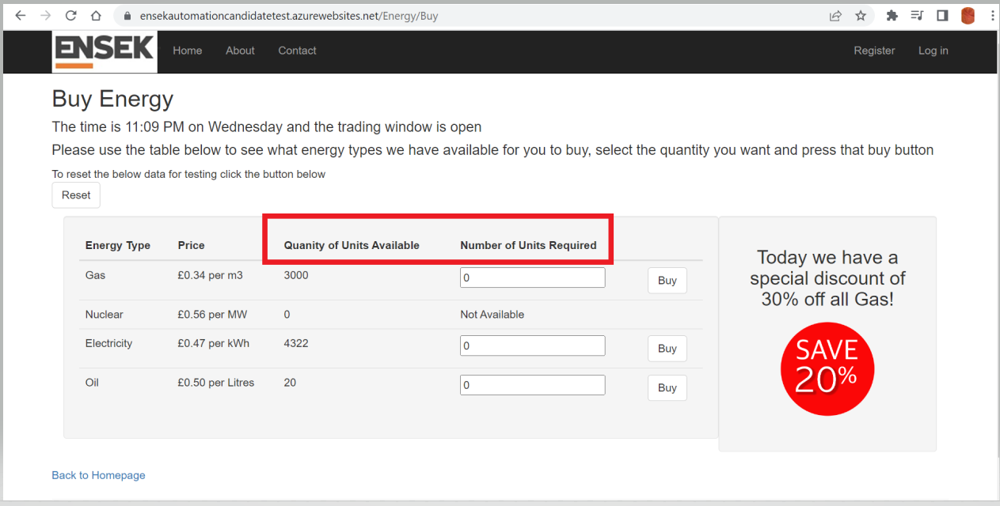 ensekautomationcandidatetest.azurewebsites.net/Energy/Buy
ENSEK Home About Contact Register Log in
Buy Energy
The time is 11:09 PM on Wednesday and the trading window is open
Please use the table below to see what energy types we have available for you to buy, select the quantity you want and press that buy button
To reset the below data for testing click the button below
Reset
Energy Type Price Quanity of Units Available Number of Units Required
Gas £0.34 per m3 3000 0 Buy
Nuclear £0.56 per MW 0 Not Available
Electricity £0.47 per kWh 4322 0 Buy
Oil £0.50 per Litres 20 0 Buy
Today we have a
special discount of
30% off all Gas!
SAVE
20%
Back to Homepage